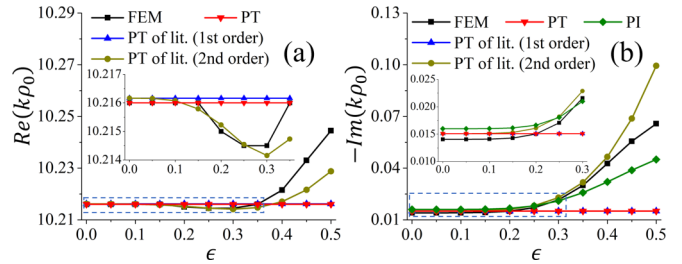 FEM PT
PT of lit. (1st order)
PT of lit. (2nd order)
(a)
10.29
10.27
10.25
10.23
10.21
Re(kρ₀)
10.217
10.216
10.215
10.214
0.0 0.1 0.2 0.3
0.0 0.1 0.2 0.3 0.4 0.5
ϵ
FEM PT PI
PT of lit. (1st order)
PT of lit. (2nd order)
(b)
0.13
0.10
0.07
0.04
0.01
−Im(kρ₀)
0.025
0.020
0.015
0.010
0.0 0.1 0.2 0.3
0.0 0.1 0.2 0.3 0.4 0.5
ϵ